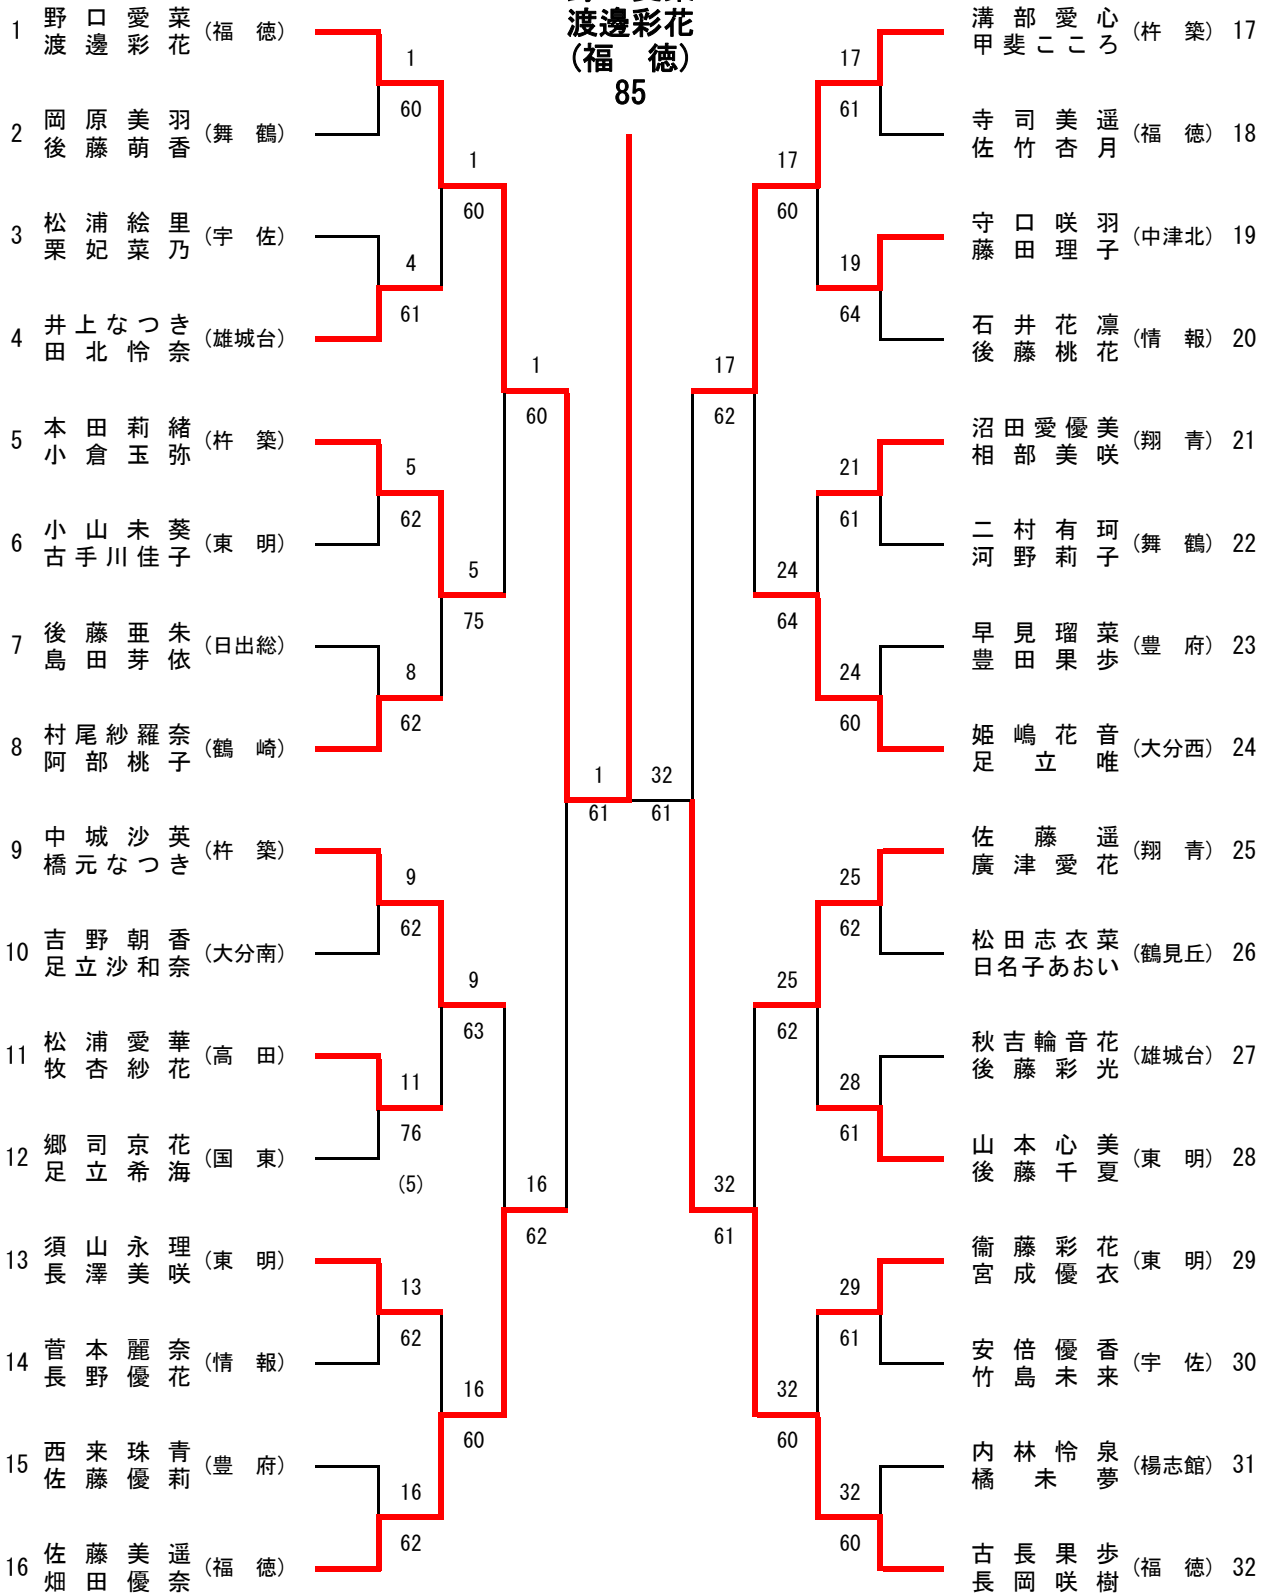 渡邊彩花
(福 徳)
85
1 野口愛菜 渡邊彩花 (福 徳)
2 岡原美羽 後藤萌香 (舞 鶴)
3 松浦絵里 栗妃菜乃 (宇 佐)
4 井上なつき 田北怜奈 (雄城台)
5 本田莉緒 小倉玉弥 (杵 築)
6 小山未葵 古手川佳子 (東 明)
7 後藤亜朱 島田芽依 (日出総)
8 村尾紗羅奈 阿部桃子 (鶴 崎)
9 中城沙英 橋元なつき (杵 築)
10 吉野朝香 足立沙和奈 (大分南)
11 松浦愛華 牧杏紗花 (高 田)
12 郷司京花 足立希海 (国 東)
13 須山永理 長澤美咲 (東 明)
14 菅本麗奈 長野優花 (情 報)
15 西来珠青 佐藤優莉 (豊 府)
16 佐藤美遥 畑田優奈 (福 徳)
1
60
4
61
5
62
8
62
9
62
11
76
(5)
13
62
16
62
1
60
5
75
9
63
16
60
1
60
16
62
1
61
32
61
17
62
32
61
17
60
24
64
25
62
32
60
17
61
19
64
21
61
24
60
25
62
28
61
29
61
32
60
溝部愛心 甲斐こころ (杵 築) 17
寺司美遥 佐竹杏月 (福 徳) 18
守口咲羽 藤田理子 (中津北) 19
石井花凛 後藤桃花 (情 報) 20
沼田愛優美 相部美咲 (翔 青) 21
二村有珂 河野莉子 (舞 鶴) 22
早見瑠菜 豊田果歩 (豊 府) 23
姫嶋花音 足立唯 (大分西) 24
佐藤遥 廣津愛花 (翔 青) 25
松田志衣菜 日名子あおい (鶴見丘) 26
秋吉輪音花 後藤彩光 (雄城台) 27
山本心美 後藤千夏 (東 明) 28
衞藤彩花 宮成優衣 (東 明) 29
安倍優香 竹島未来 (宇 佐) 30
内林怜泉 橘未夢 (楊志館) 31
古長果歩 長岡咲樹 (福 徳) 32